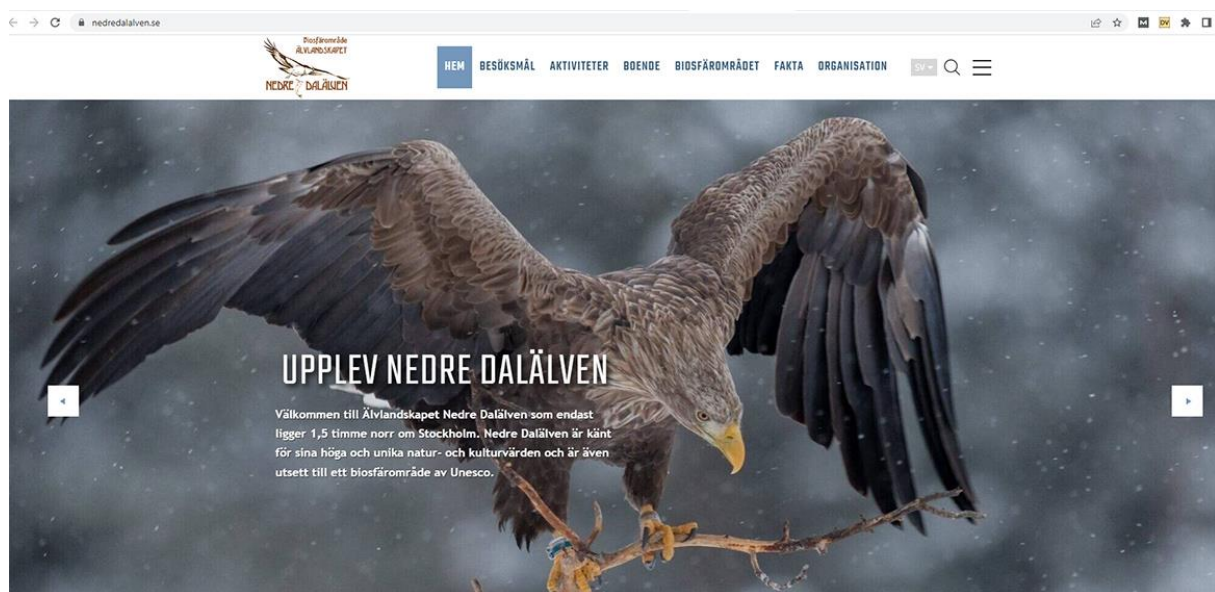 nedredalalven.se
Biosfärområde
ÄLVLANDSKAPET
NEDRE DALÄLVEN
HEM BESÖKSMÅL AKTIVITETER BOENDE BIOSFÄROMRÅDET FAKTA ORGANISATION SV
M DV
UPPLEV NEDRE DALÄLVEN
Välkommen till Älvlandskapet Nedre Dalälven som endast
ligger 1,5 timme norr om Stockholm. Nedre Dalälven är känt
för sina höga och unika natur- och kulturvärden och är även
utsett till ett biosfärområde av Unesco.